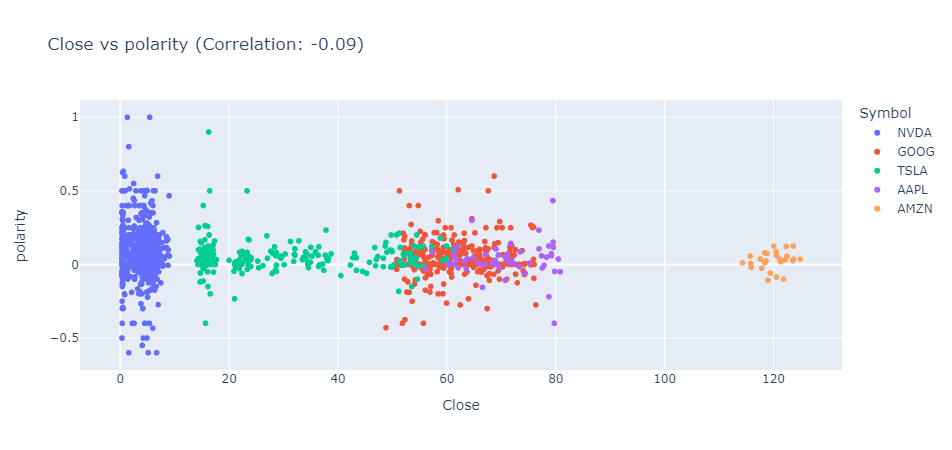 Close vs polarity (Correlation: -0.09)
Symbol
NVDA
GOOG
TSLA
AAPL
AMZN
polarity
1
0.5
0
−0.5
0 20 40 60 80 100 120
Close